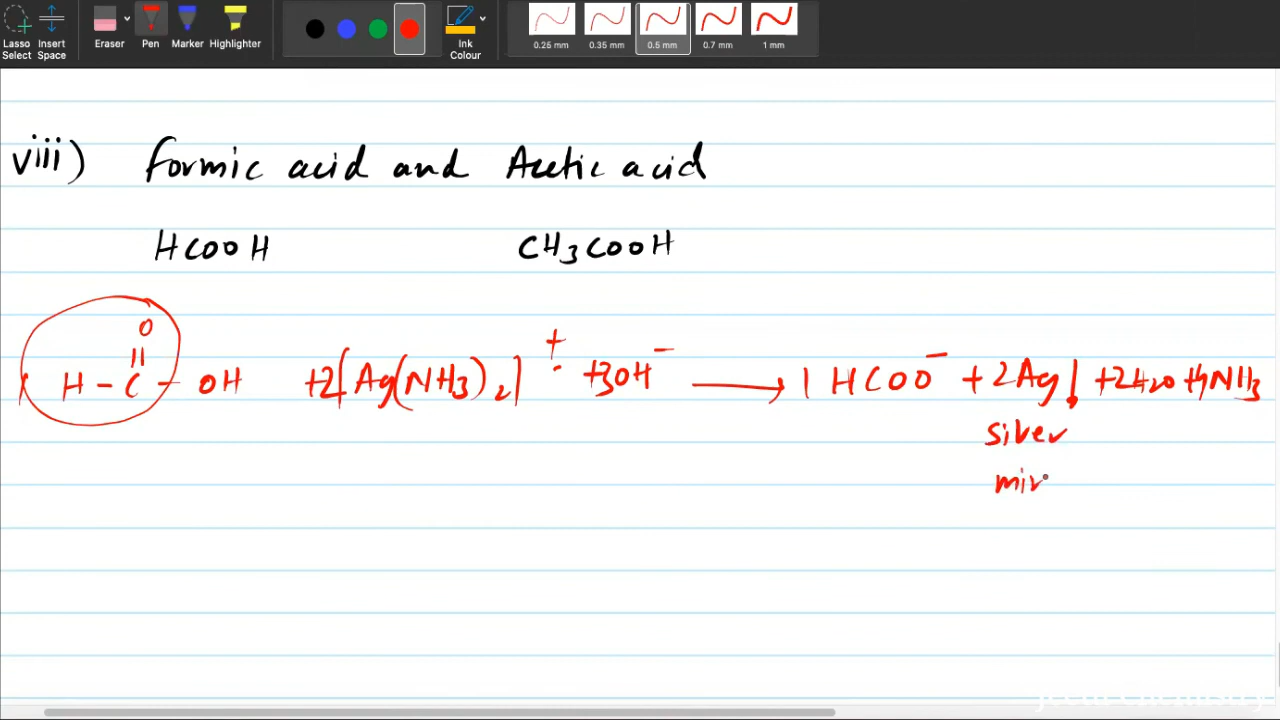 Lasso Select
Insert Space
Eraser
Pen
Marker
Highlighter
Ink Colour
0.25 mm
0.35 mm
0.5 mm
0.7 mm
1 mm
viii) Formic acid and Acetic acid
HCOOH CH3COOH
O
||
H – C – OH +2[Ag(NH3)2]+ +3OH– ⟶ HCOO– +2Ag↓ +2H2O +4NH3
silver
mirr